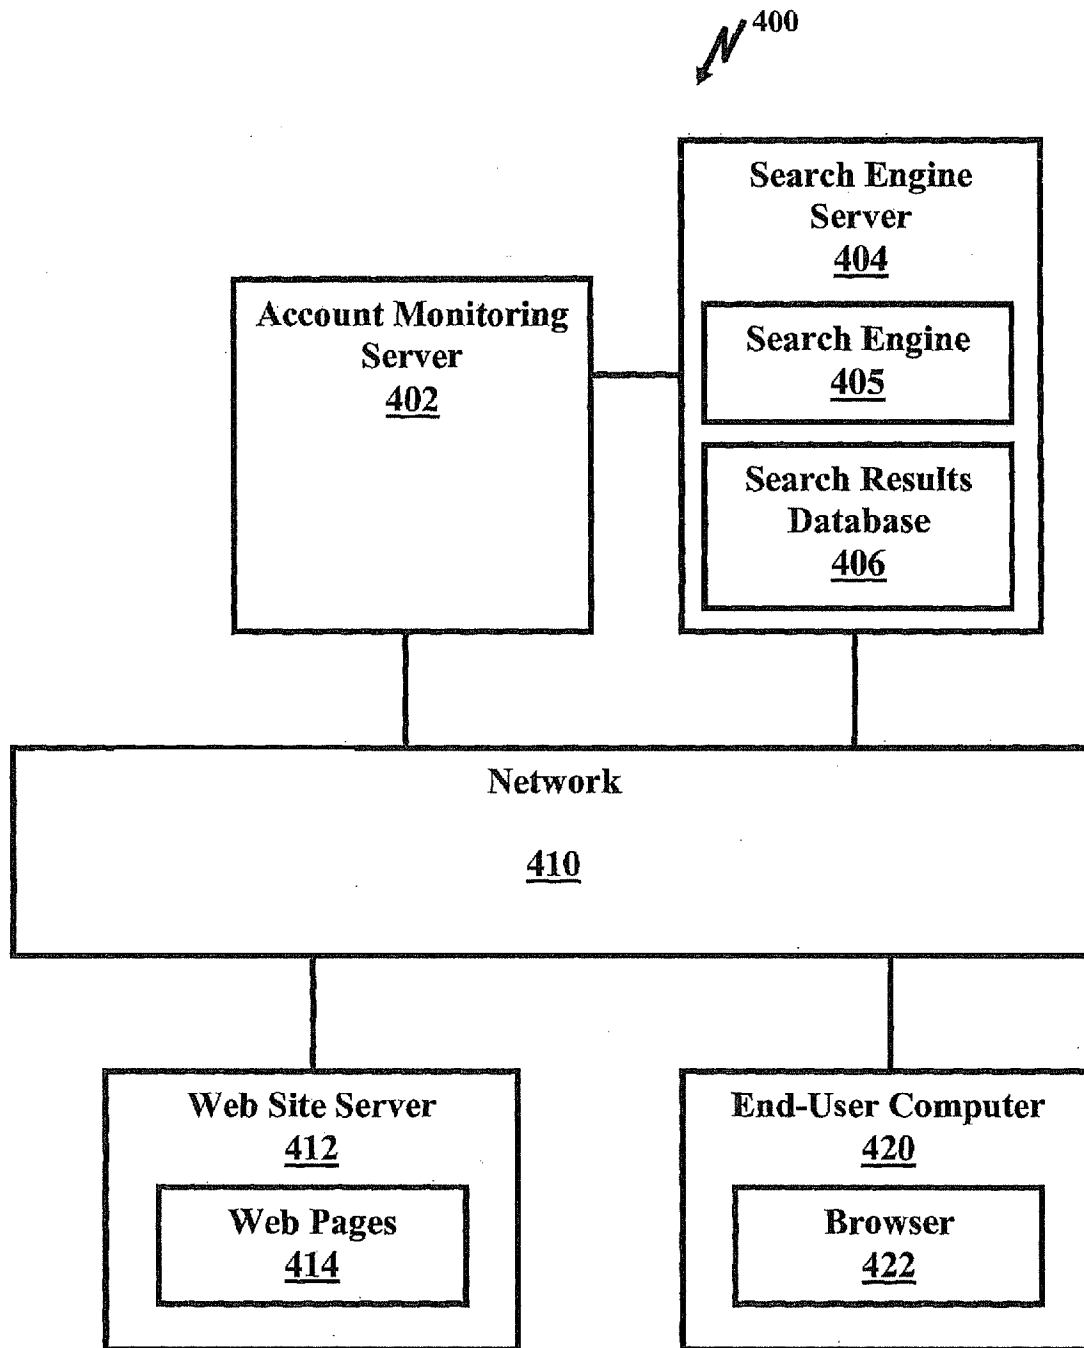 400
Search Engine
Server
404
Account Monitoring
Server
402
Search Engine
405
Search Results
Database
406
Network
410
Web Site Server
412
Web Pages
414
End-User Computer
420
Browser
422